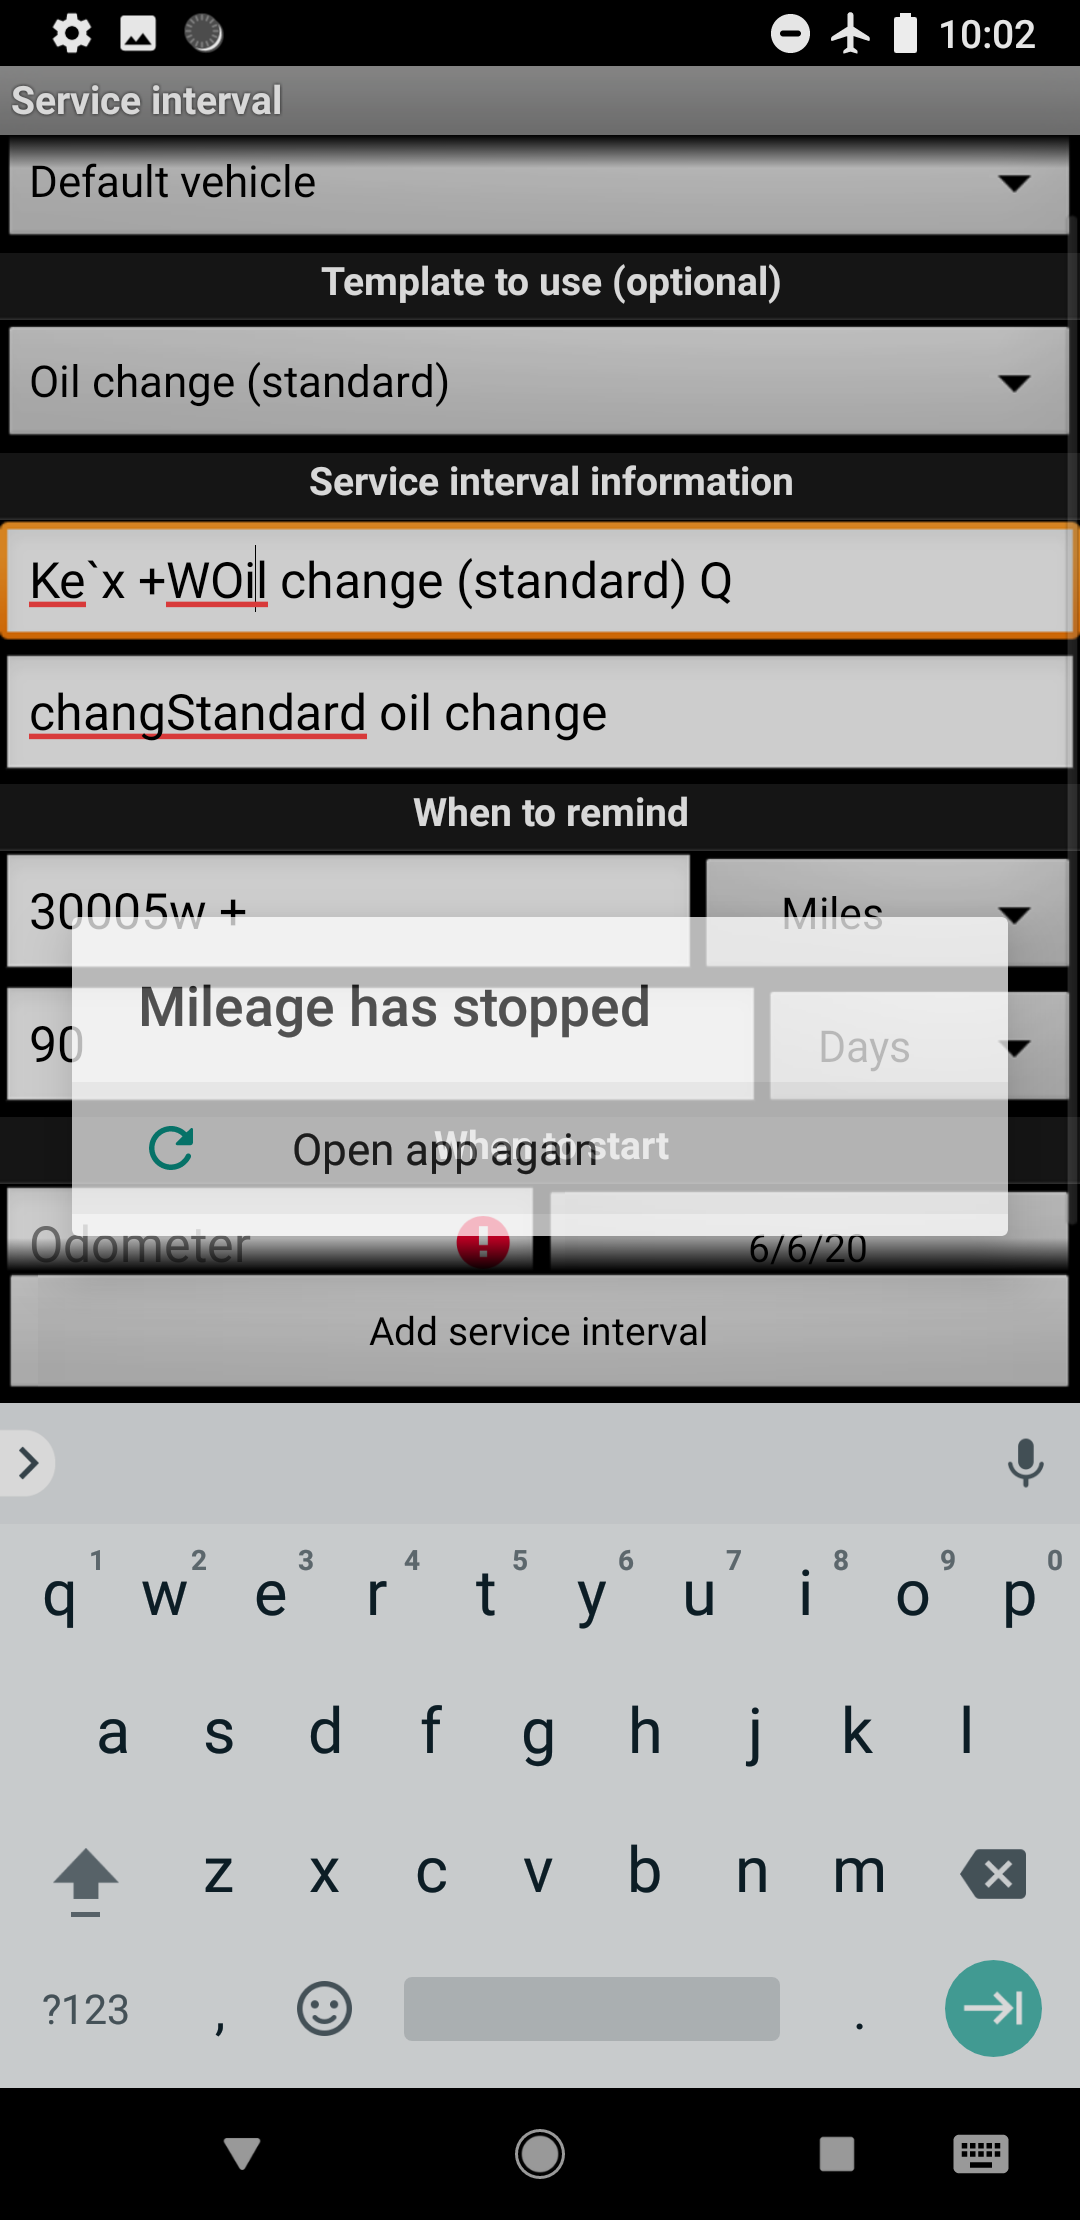 10:02
Service interval
Default vehicle
Template to use (optional)
Oil change (standard)
Service interval information
Ke`x +WOil change (standard) Q
changStandard oil change
When to remind
30005w +
Miles
Mileage has stopped
90
Days
Open app again
When to start
Odometer
6/6/20
Add service interval
1 2 3 4 5 6 7 8 9 0
q w e r t y u i o p
a s d f g h j k l
z x c v b n m
?123 , .